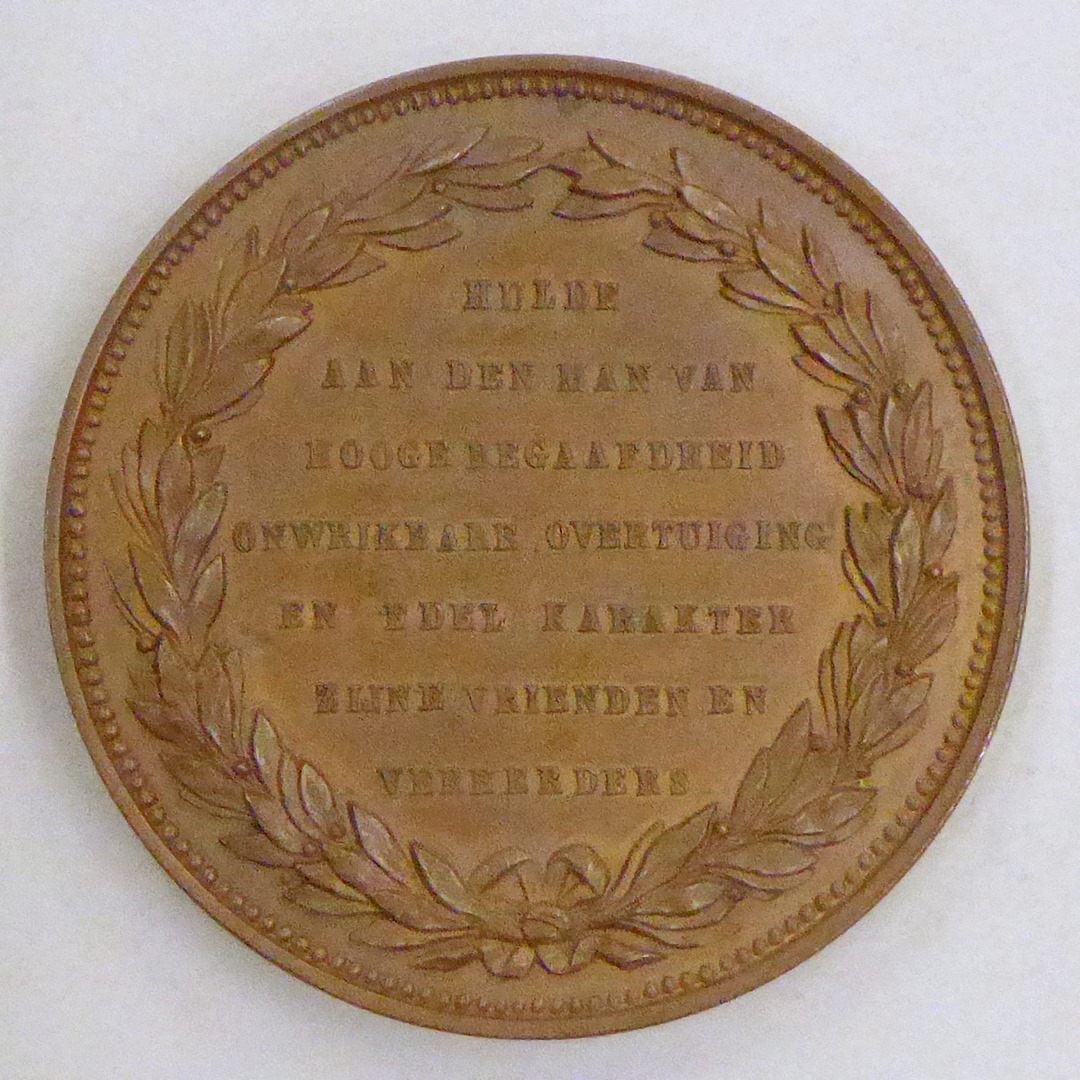 HULDE
AAN DEN MAN VAN
HOOGE BEGAAFDHEID
ONWRIKBARE OVERTUIGING
EN EDEL KARAKTER
ZIJNE VRIENDEN EN
VEREERDERS